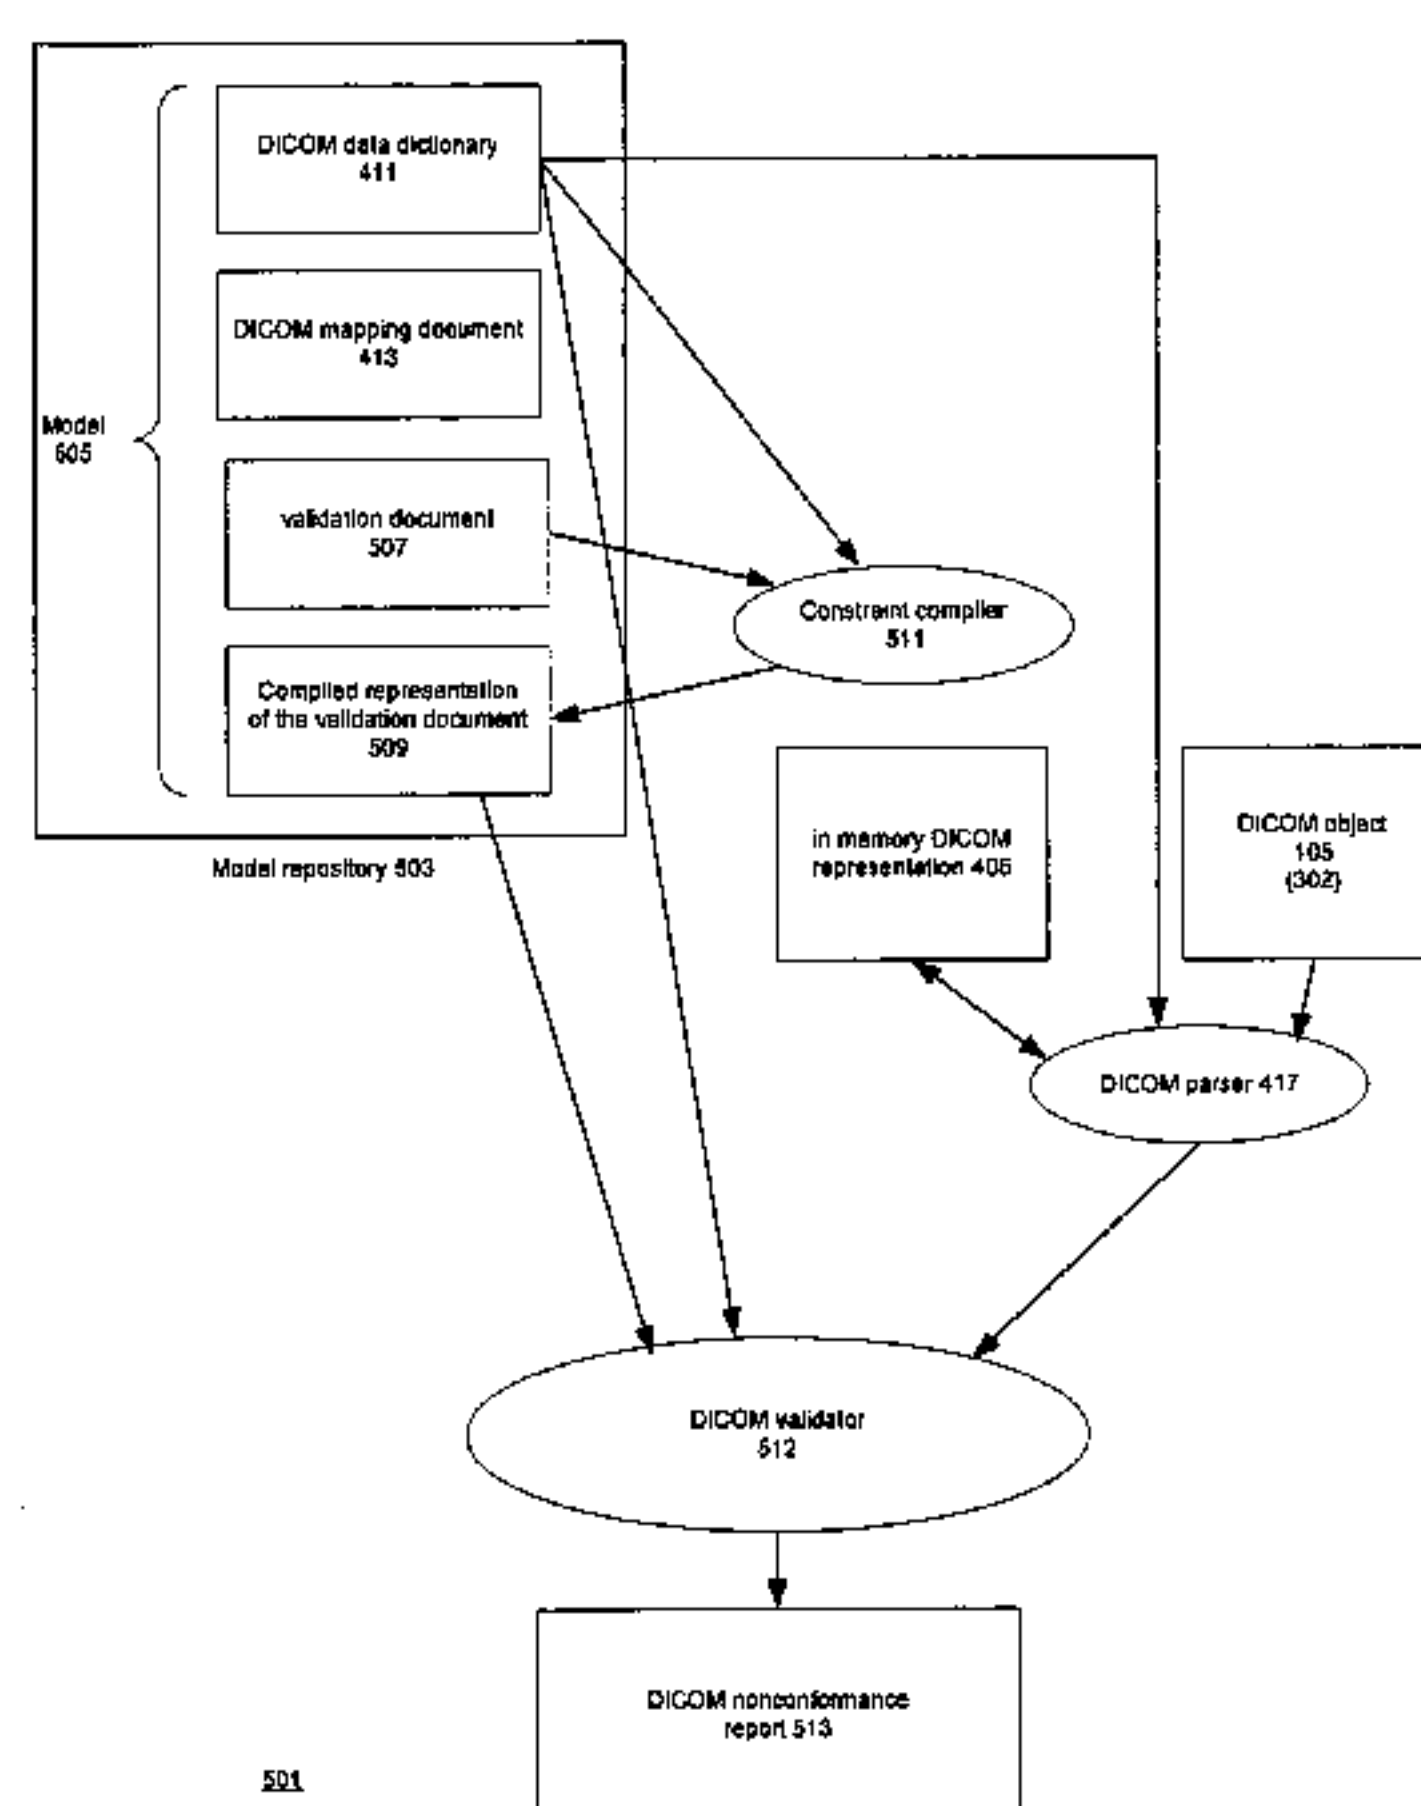 DICOM data dictionary
411
DICOM mapping document
413
Model
505
validation document
507
Constraint compiler
511
Compiled representation
of the validation document
509
in memory DICOM
representation 405
DICOM object
105
(302)
Model repository 503
DICOM parser 417
DICOM validator
512
DICOM nonconformance
report 513
501